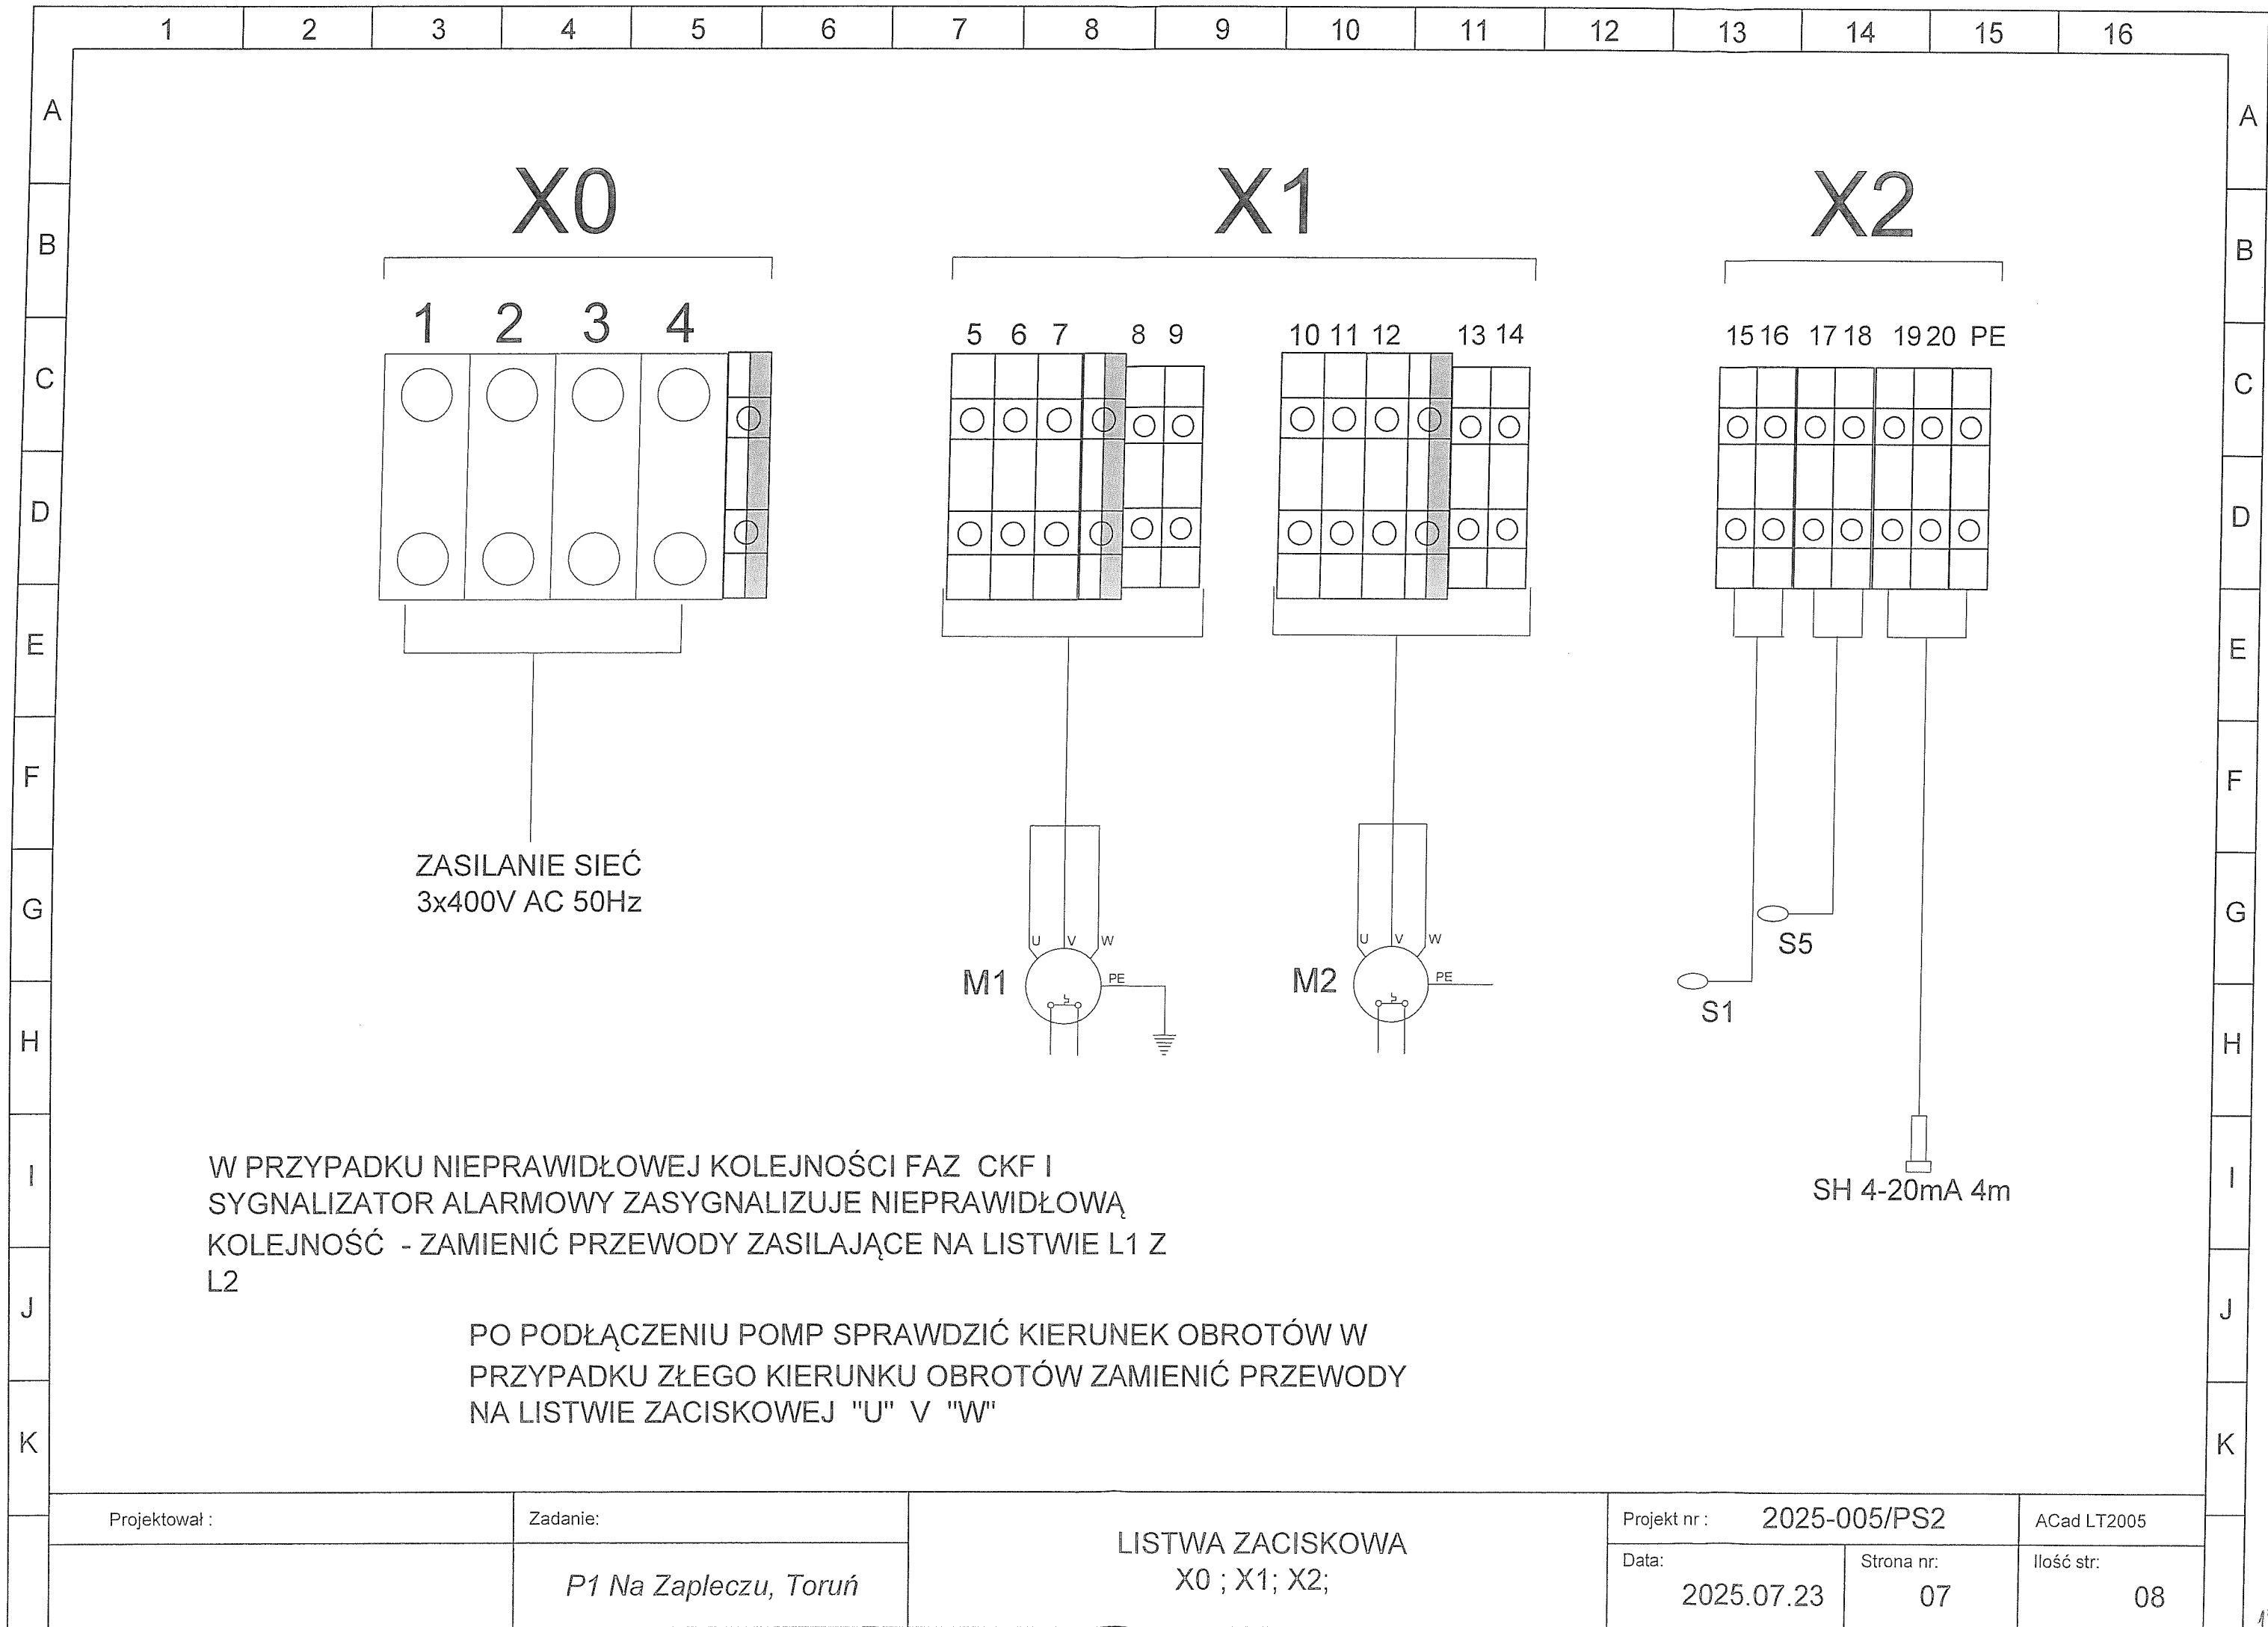 1 2 3 4 5 6 7 8 9 10 11 12 13 14 15 16
A A
B B
C C
D D
E E
F F
G G
H H
I I
J J
K K
X0 X1 X2
1 2 3 4
5 6 7 8 9
10 11 12 13 14
15 16 17 18 19 20 PE
ZASILANIE SIEĆ
3x400V AC 50Hz
U V W
M1 PE
U V W
M2 PE
S5
S1
SH 4-20mA 4m
W PRZYPADKU NIEPRAWIDŁOWEJ KOLEJNOŚCI FAZ CKF I
SYGNALIZATOR ALARMOWY ZASYGNALIZUJE NIEPRAWIDŁOWĄ
KOLEJNOŚĆ - ZAMIENIĆ PRZEWODY ZASILAJĄCE NA LISTWIE L1 Z
L2
PO PODŁĄCZENIU POMP SPRAWDZIĆ KIERUNEK OBROTÓW W
PRZYPADKU ZŁEGO KIERUNKU OBROTÓW ZAMIENIĆ PRZEWODY
NA LISTWIE ZACISKOWEJ "U" V "W"
Projektował :
Zadanie:
P1 Na Zapleczu, Toruń
LISTWA ZACISKOWA
X0 ; X1; X2;
Projekt nr : 2025-005/PS2
ACad LT2005
Data:
2025.07.23
Strona nr:
07
Ilość str:
08